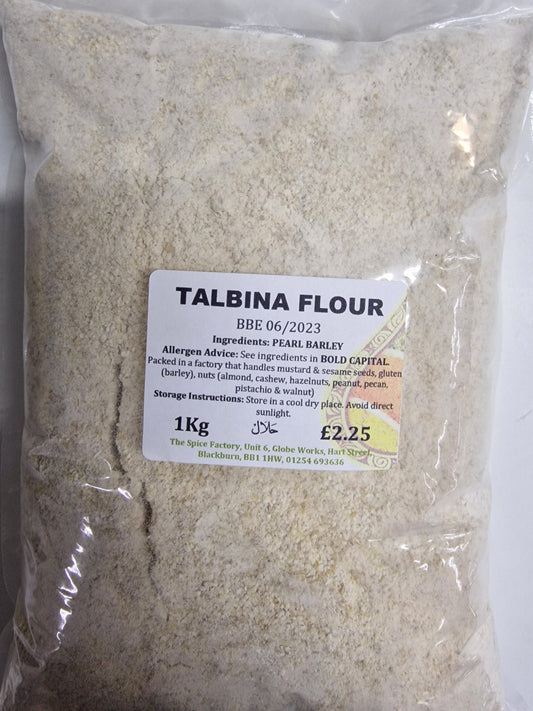 TALBINA FLOUR
BBE 06/2023
Ingredients: PEARL BARLEY
Allergen Advice: See ingredients in BOLD CAPITAL.
Packed in a factory that handles mustard & sesame seeds, gluten
(barley), nuts (almond, cashew, hazelnuts, peanut, pecan,
pistachio & walnut)
Storage Instructions: Store in a cool dry place. Avoid direct
sunlight.
1Kg حلال £2.25
The Spice Factory, Unit 6, Globe Works, Hart Street,
Blackburn, BB1 1HW, 01254 693636